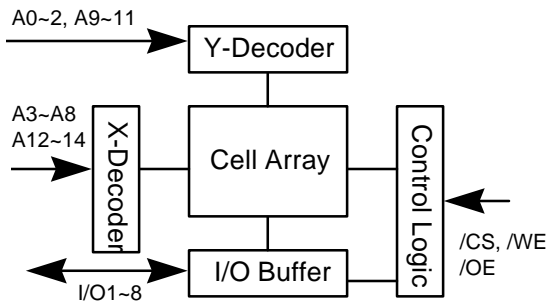 A0~2, A9~11
Y-Decoder
A3~A8
A12~14
X-Decoder
Cell Array
Control Logic
/CS, /WE
/OE
I/O Buffer
I/O1~8